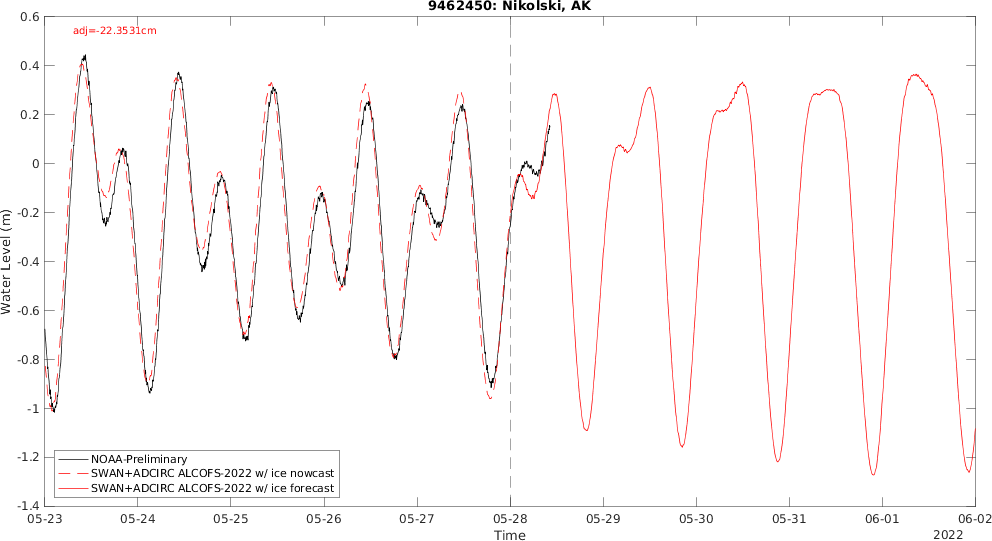 9462450: Nikolski, AK
adj=-22.3531cm
0.6
0.4
0.2
0
-0.2
-0.4
-0.6
-0.8
-1
-1.2
-1.4
Water Level (m)
NOAA-Preliminary
SWAN+ADCIRC ALCOFS-2022 w/ ice nowcast
SWAN+ADCIRC ALCOFS-2022 w/ ice forecast
05-23 05-24 05-25 05-26 05-27 05-28 05-29 05-30 05-31 06-01 06-02
Time
2022